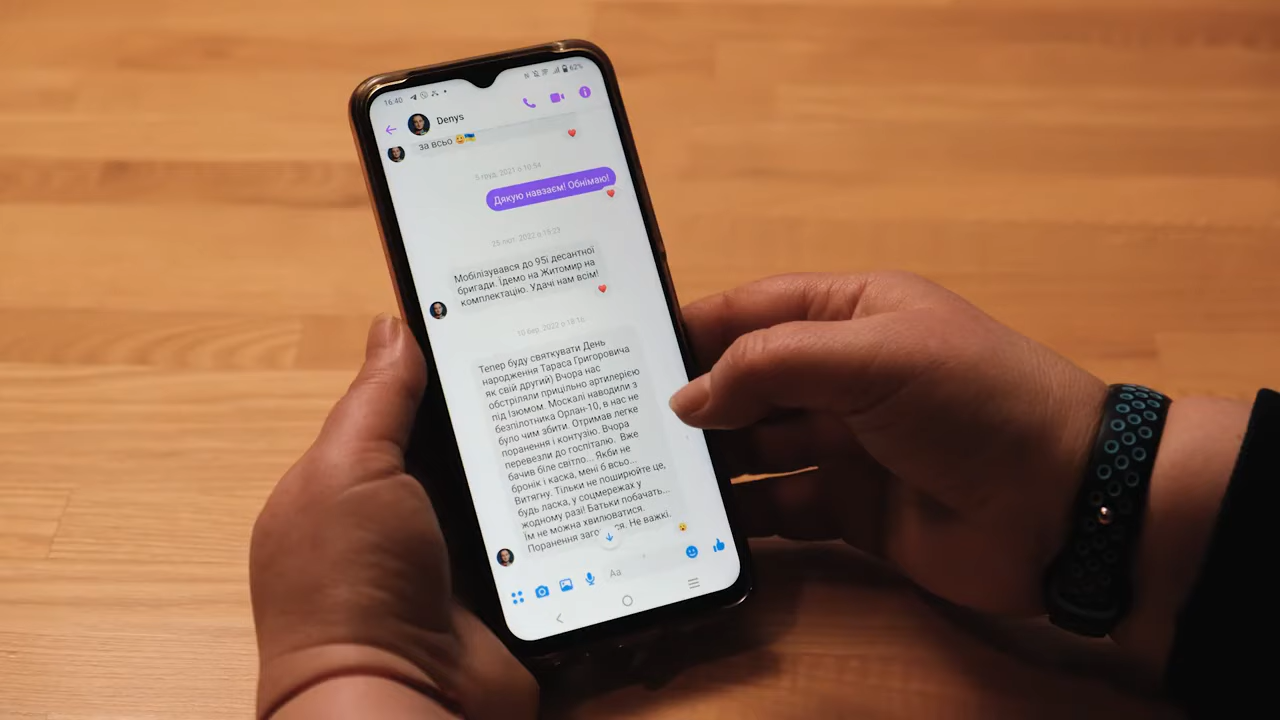 16:40
62%
Denys
за всьо 😀🇺🇦
5 груд. 2021 о 10:54
Дякую навзаєм! Обнімаю!
25 лют. 2022 о 15:23
Мобілізувався до 95ї десантної
бригади. Їдемо на Житомир на
комплектацію. Удачі нам всім!
10 бер. 2022 о 18:16
Тепер буду святкувати День
народження Тараса Григоровича
як свій другий) Вчора нас
обстріляли прицільно артилерією
під Ізюмом. Москалі наводили з
безпілотника Орлан-10, в нас не
було чим збити. Отримав легке
поранення і контузію. Вчора
перевезли до госпіталю. Вже
бачив біле світло... Якби не
бронік і каска, мені б всьо...
Витягну. Тільки не поширюйте це,
будь ласка, у соцмережах у
жодному разі! Батьки побачать...
Їм не можна хвилюватися.
Поранення Не важкі.
Aa